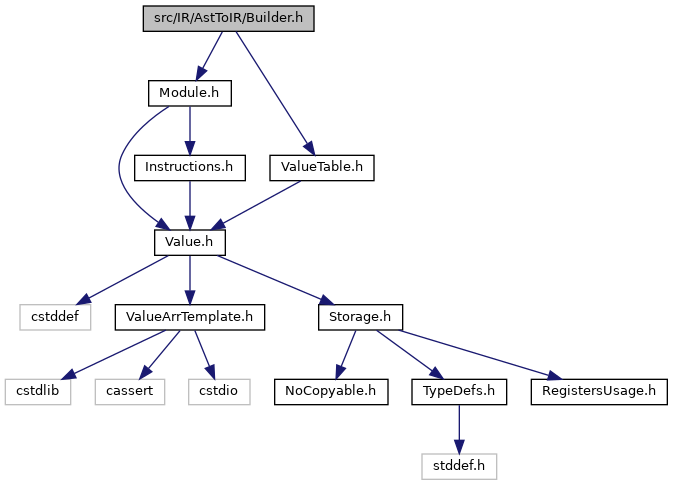 src/IR/AstToIR/Builder.h
Module.h
Instructions.h
ValueTable.h
Value.h
cstddef
ValueArrTemplate.h
Storage.h
cstdlib
cassert
cstdio
NoCopyable.h
TypeDefs.h
RegistersUsage.h
stddef.h